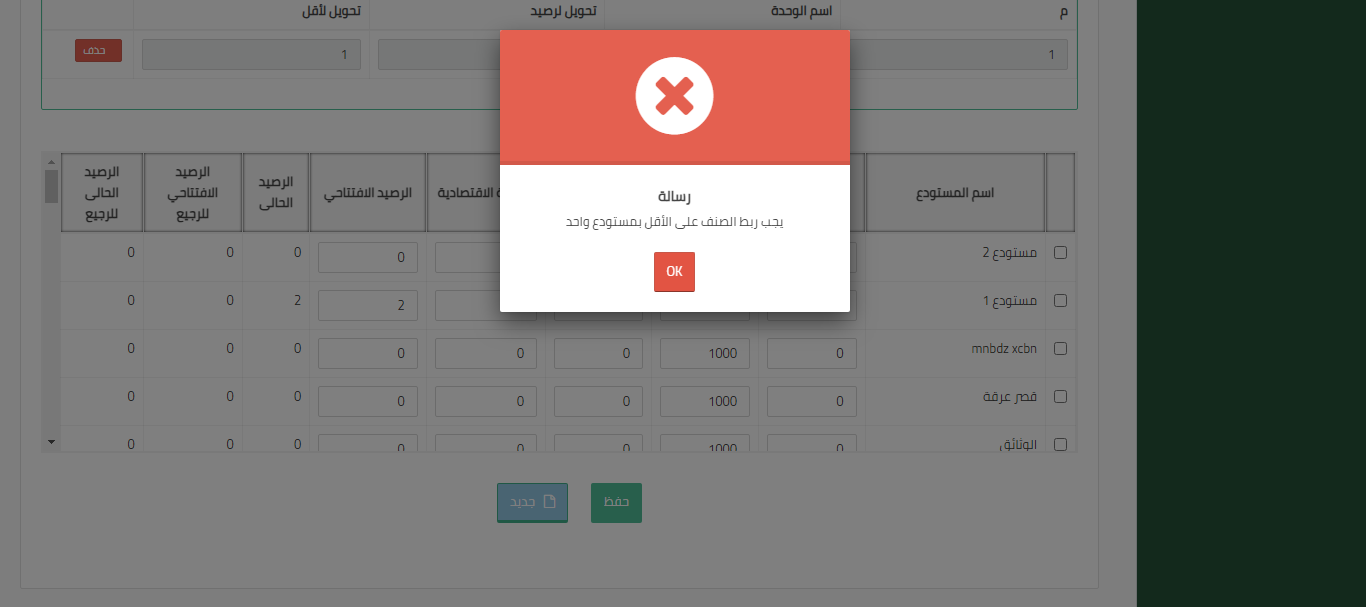 م اسم الوحدة تحويل لرصيد تحويل لأقل
1 1 حذف
رسالة
يجب ربط الصنف على الأقل بمستودع واحد
OK
اسم المستودع الاقتصادية الرصيد الافتتاحي الرصيد الحالى الرصيد الافتتاحي للرجيع الرصيد الحالى للرجيع
مستودع 2 0 0 0 0
مستودع 1 2 2 0 0
mnbdz xcbn 0 1000 0 0 0 0 0 0
قصر عرقة 0 1000 0 0 0 0 0 0
الوثائق 0 1000 0 0 0 0 0 0
حفظ جديد